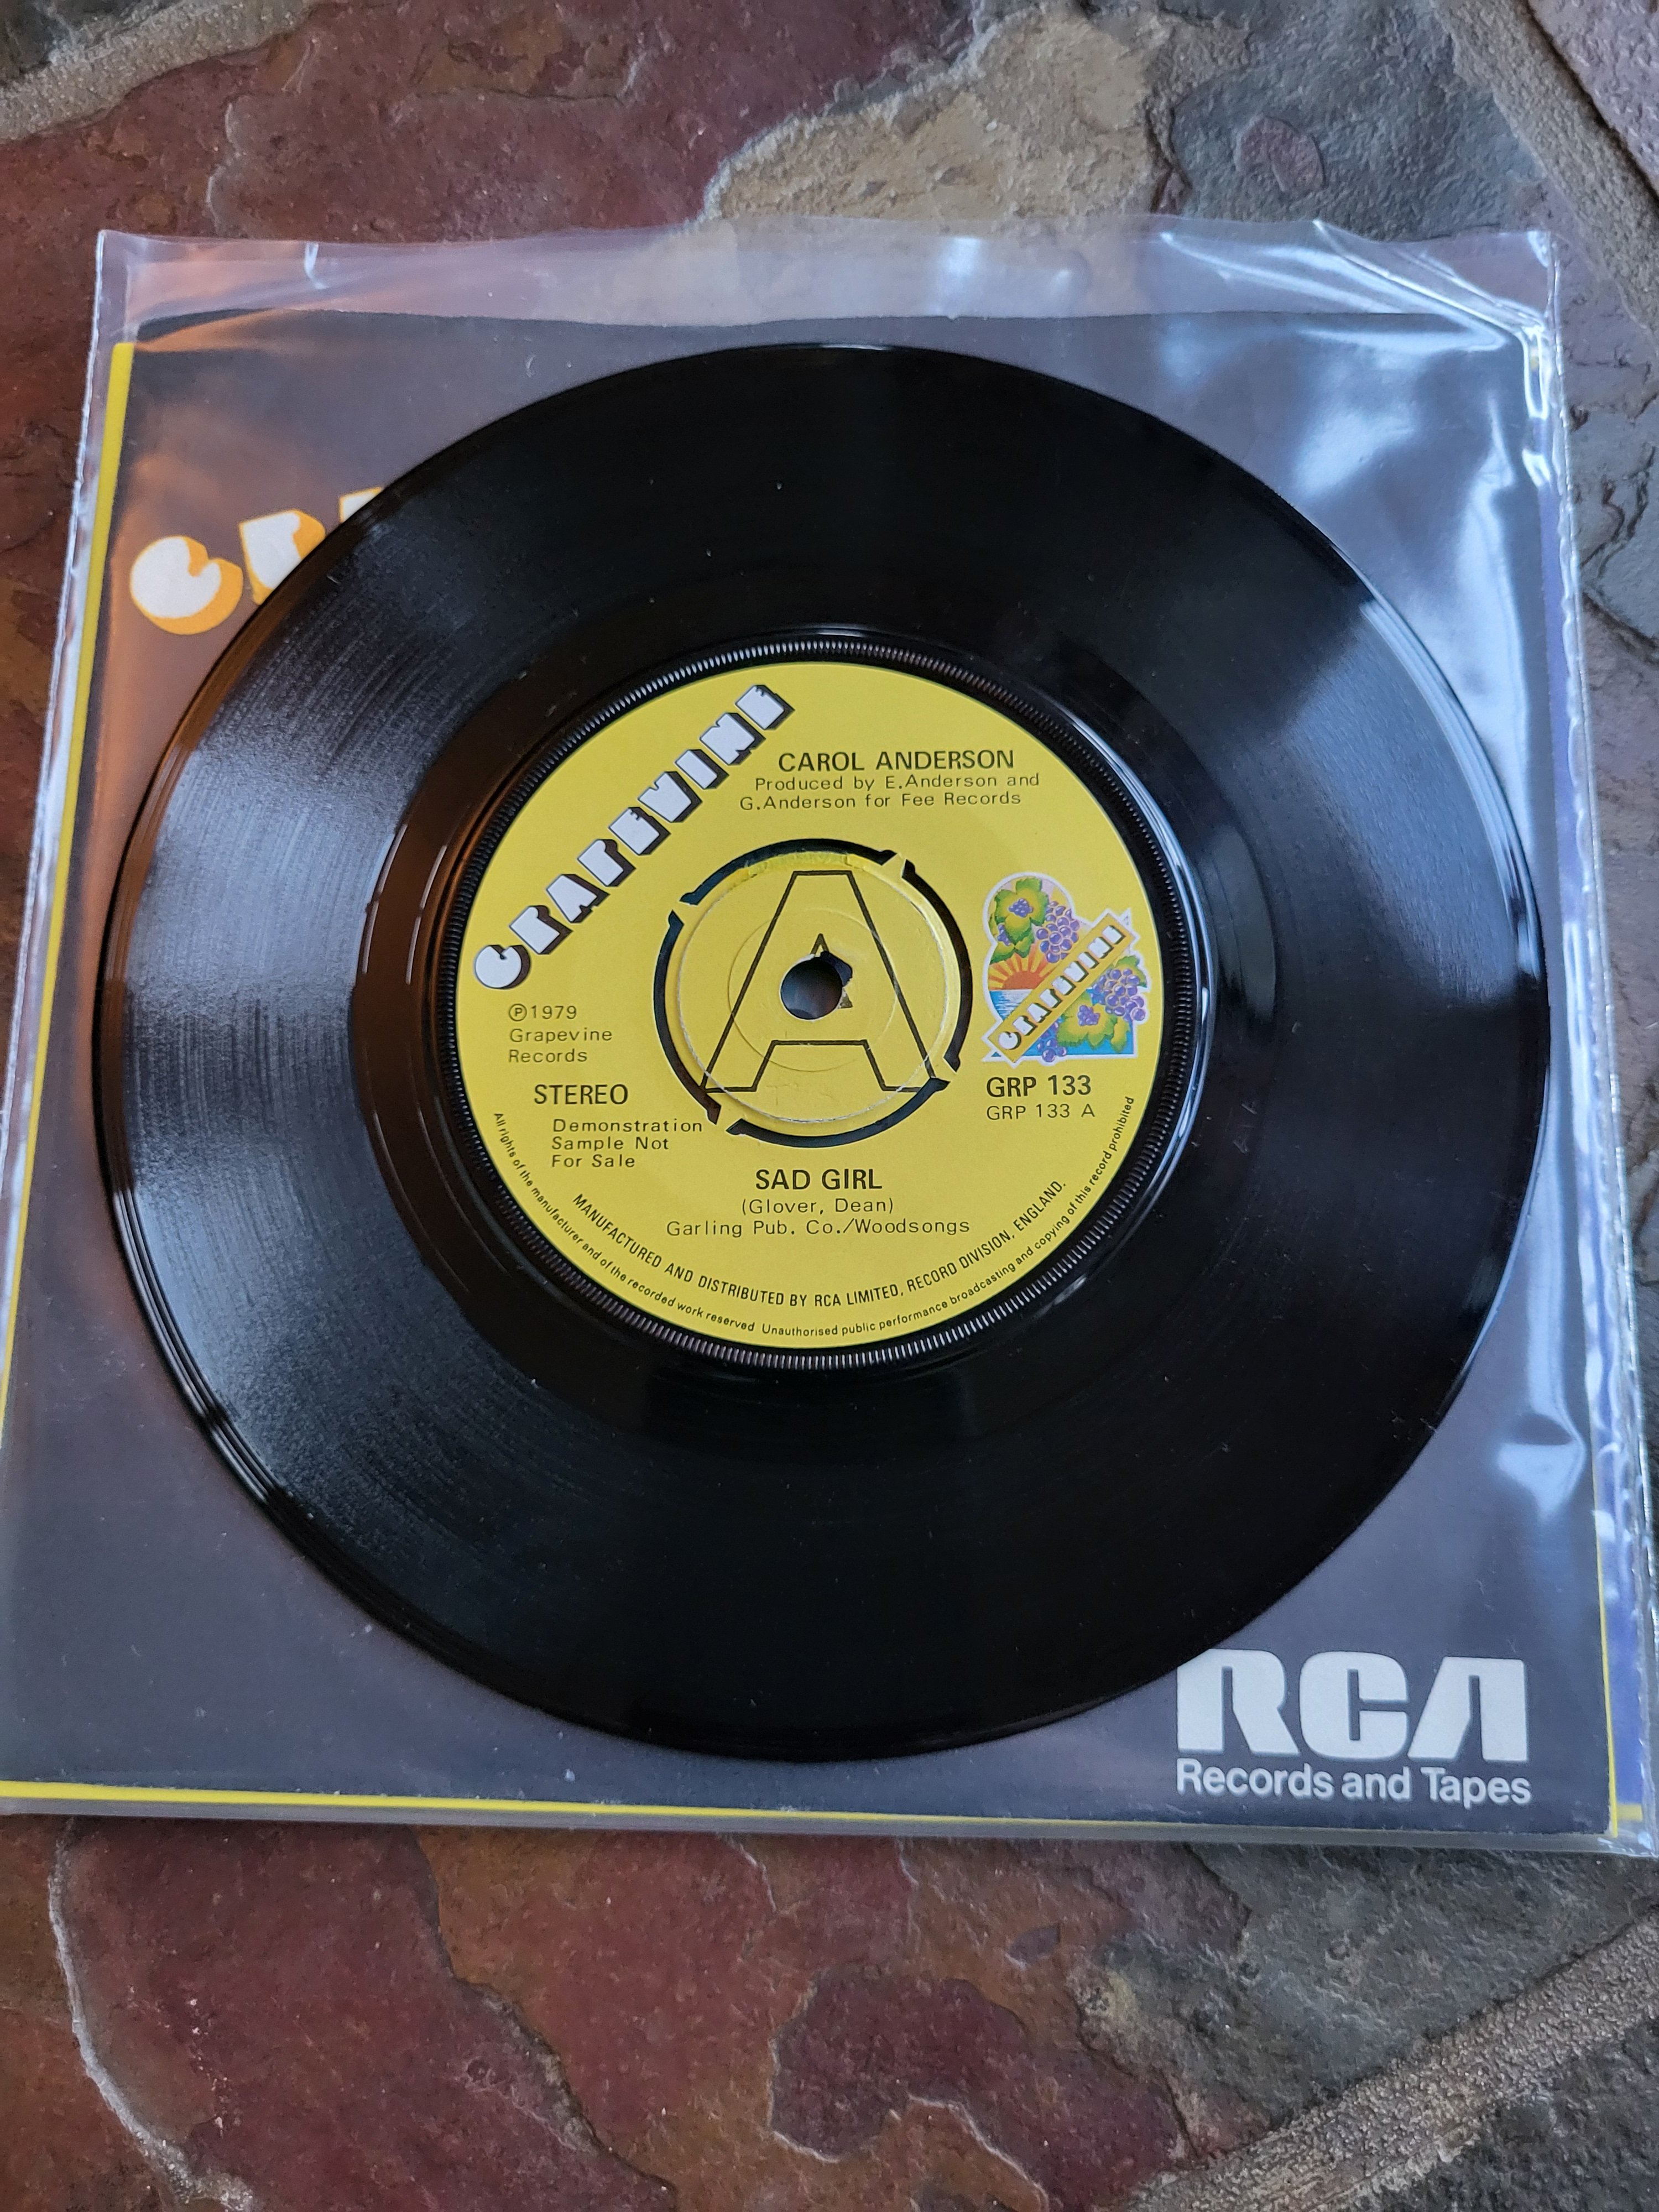 GRAPEVINE
CAROL ANDERSON
Produced by E.Anderson and
G.Anderson for Fee Records
A
GRAPEVINE
℗1979
Grapevine
Records
STEREO
Demonstration
Sample Not
For Sale
GRP 133
GRP 133 A
SAD GIRL
(Glover, Dean)
Garling Pub. Co./Woodsongs
MANUFACTURED AND DISTRIBUTED BY RCA LIMITED, RECORD DIVISION, ENGLAND.
All rights of the manufacturer and of the recorded work reserved Unauthorised public performance broadcasting and copying of this record prohibited
RCA
Records and Tapes